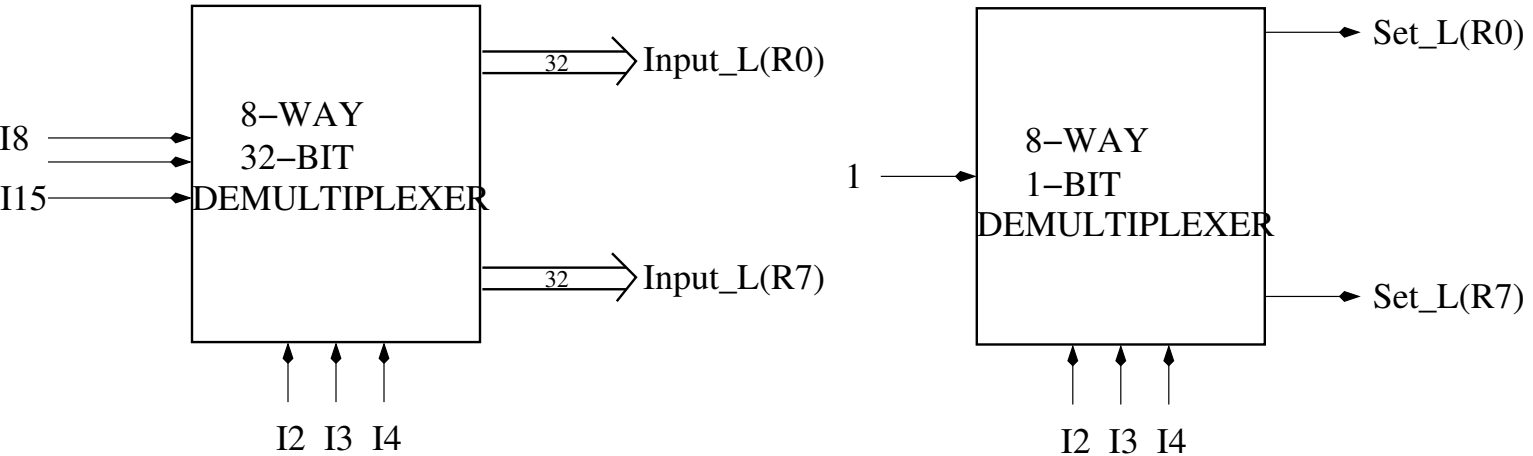 I8
I15
8−WAY
32−BIT
DEMULTIPLEXER
32
Input_L(R0)
32
Input_L(R7)
I2 I3 I4
1
8−WAY
1−BIT
DEMULTIPLEXER
Set_L(R0)
Set_L(R7)
I2 I3 I4